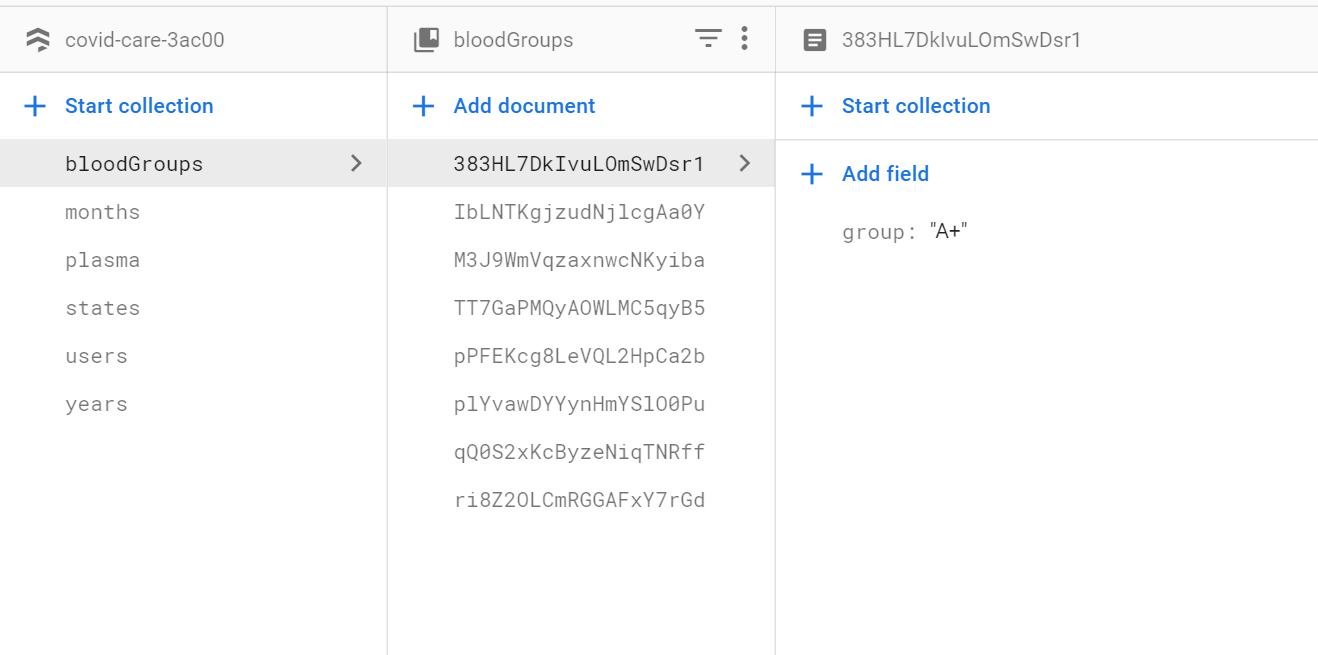 covid-care-3ac00
Start collection
bloodGroups
months
plasma
states
users
years
bloodGroups
Add document
383HL7DkIvuLOmSwDsr1
IbLNTKgjzudNjlcgAa0Y
M3J9WmVqzaxnwcNKyiba
TT7GaPMQyAOWLMC5qyB5
pPFEKcg8LeVQL2HpCa2b
plYvawDYYynHmYSlO0Pu
qQ0S2xKcByzeNiqTNRff
ri8Z2OLCmRGGAFxY7rGd
383HL7DkIvuLOmSwDsr1
Start collection
Add field
group: "A+"